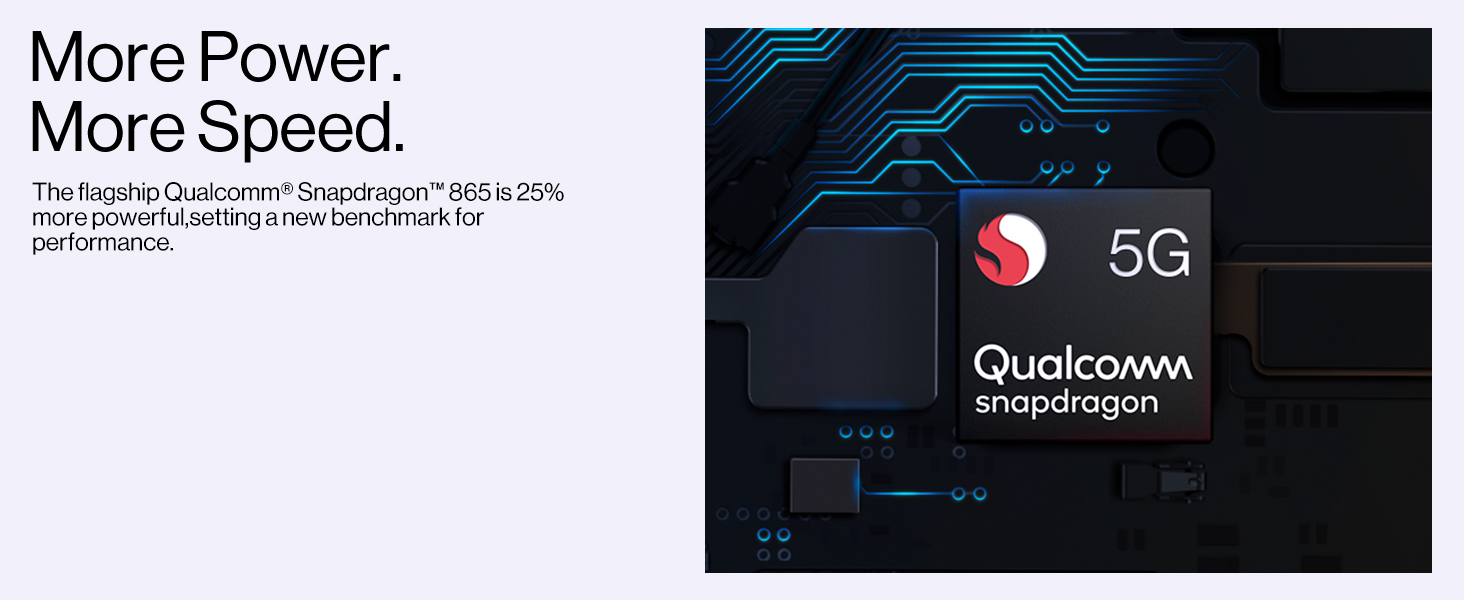 More Power.
More Speed.
The flagship Qualcomm® Snapdragon™ 865 is 25%
more powerful,setting a new benchmark for
performance.
5G
Qualcomm
snapdragon